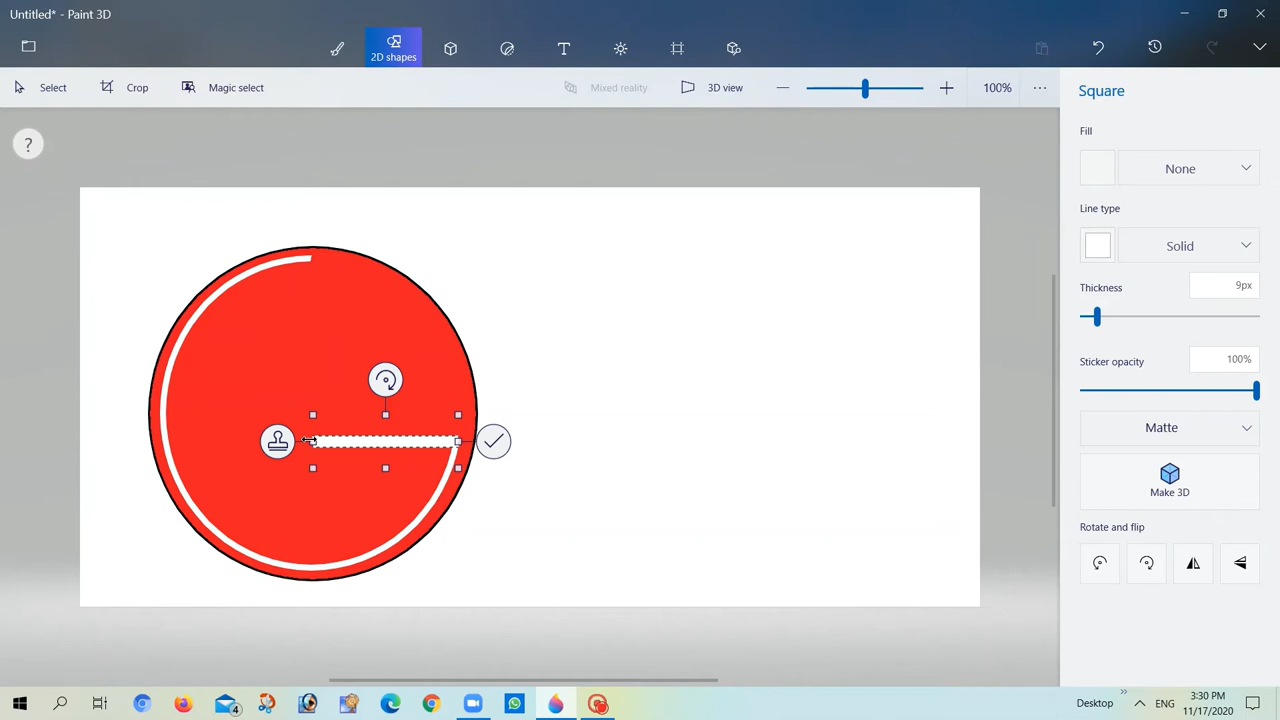 Untitled* - Paint 3D
2D shapes
Select
Crop
Magic select
Mixed reality
3D view
100%
Square
Fill
None
Line type
Solid
Thickness
9px
Sticker opacity
100%
Matte
Make 3D
Rotate and flip
?
4
Desktop
ENG
3:30 PM
11/17/2020